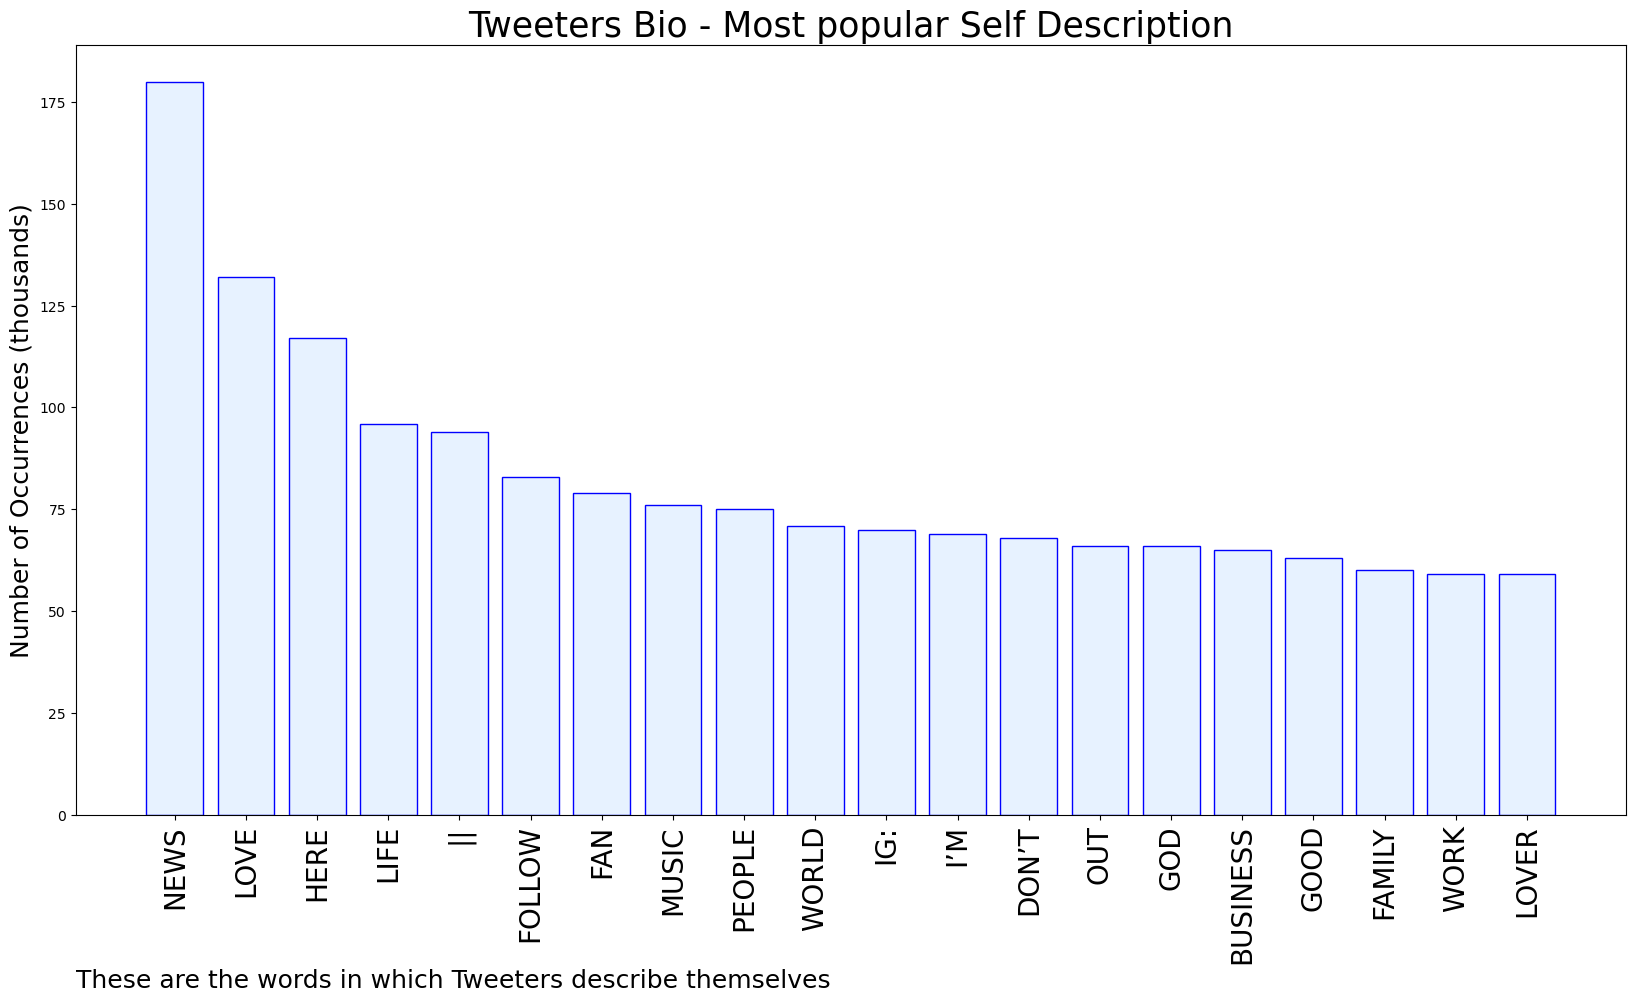 Tweeters Bio - Most popular Self Description
Number of Occurrences (thousands)
175
150
125
100
75
50
25
0
NEWS
LOVE
HERE
LIFE
||
FOLLOW
FAN
MUSIC
PEOPLE
WORLD
IG:
I’M
DON’T
OUT
GOD
BUSINESS
GOOD
FAMILY
WORK
LOVER
These are the words in which Tweeters describe themselves